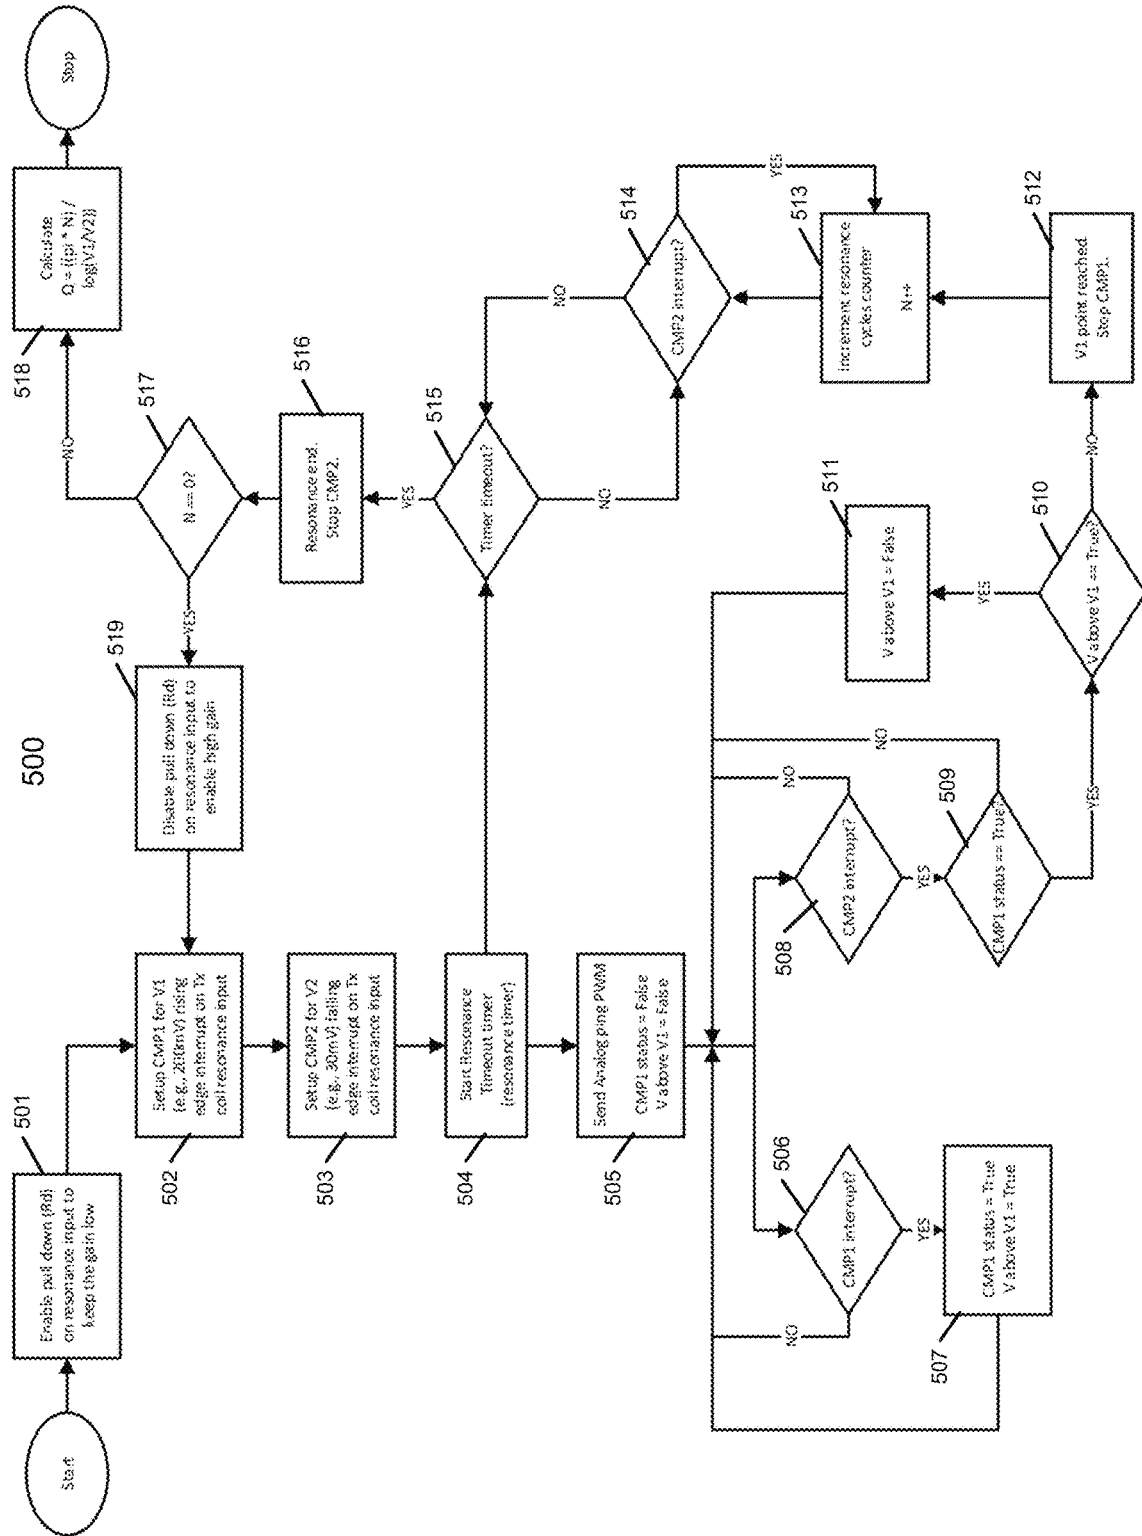 500
Start
Enable pull down (Rd)
on resonance input to
keep the gain low
501
Setup CMP1 for V1
(e.g., 200mV) rising
edge interrupt on Tx
coil resonance input
502
Setup CMP2 for V2
(e.g., 30mV) falling
edge interrupt on Tx
coil resonance input
503
Start Resonance
Timeout timer
(resonance timer)
504
Send Analog ping PWM
CMP1 status = False
V above V1 = False
505
CMP1 interrupt?
506
NO
YES
CMP1 status = True
V above V1 = True
507
CMP2 interrupt?
508
NO
YES
CMP1 status == True?
509
NO
YES
V above V1 == True?
510
YES
NO
V above V1 = False
511
V1 point reached
Stop CMP1.
512
Increment resonance
cycles counter
N++
513
CMP2 interrupt?
514
YES
NO
Timer timeout?
515
NO
YES
Resonance end.
Stop CMP2.
516
N == 0?
517
NO
YES
Calculate
Q = ((pi * N) /
log(V1/V2))
518
Stop
Disable pull down (Rd)
on resonance input to
enable high gain
519